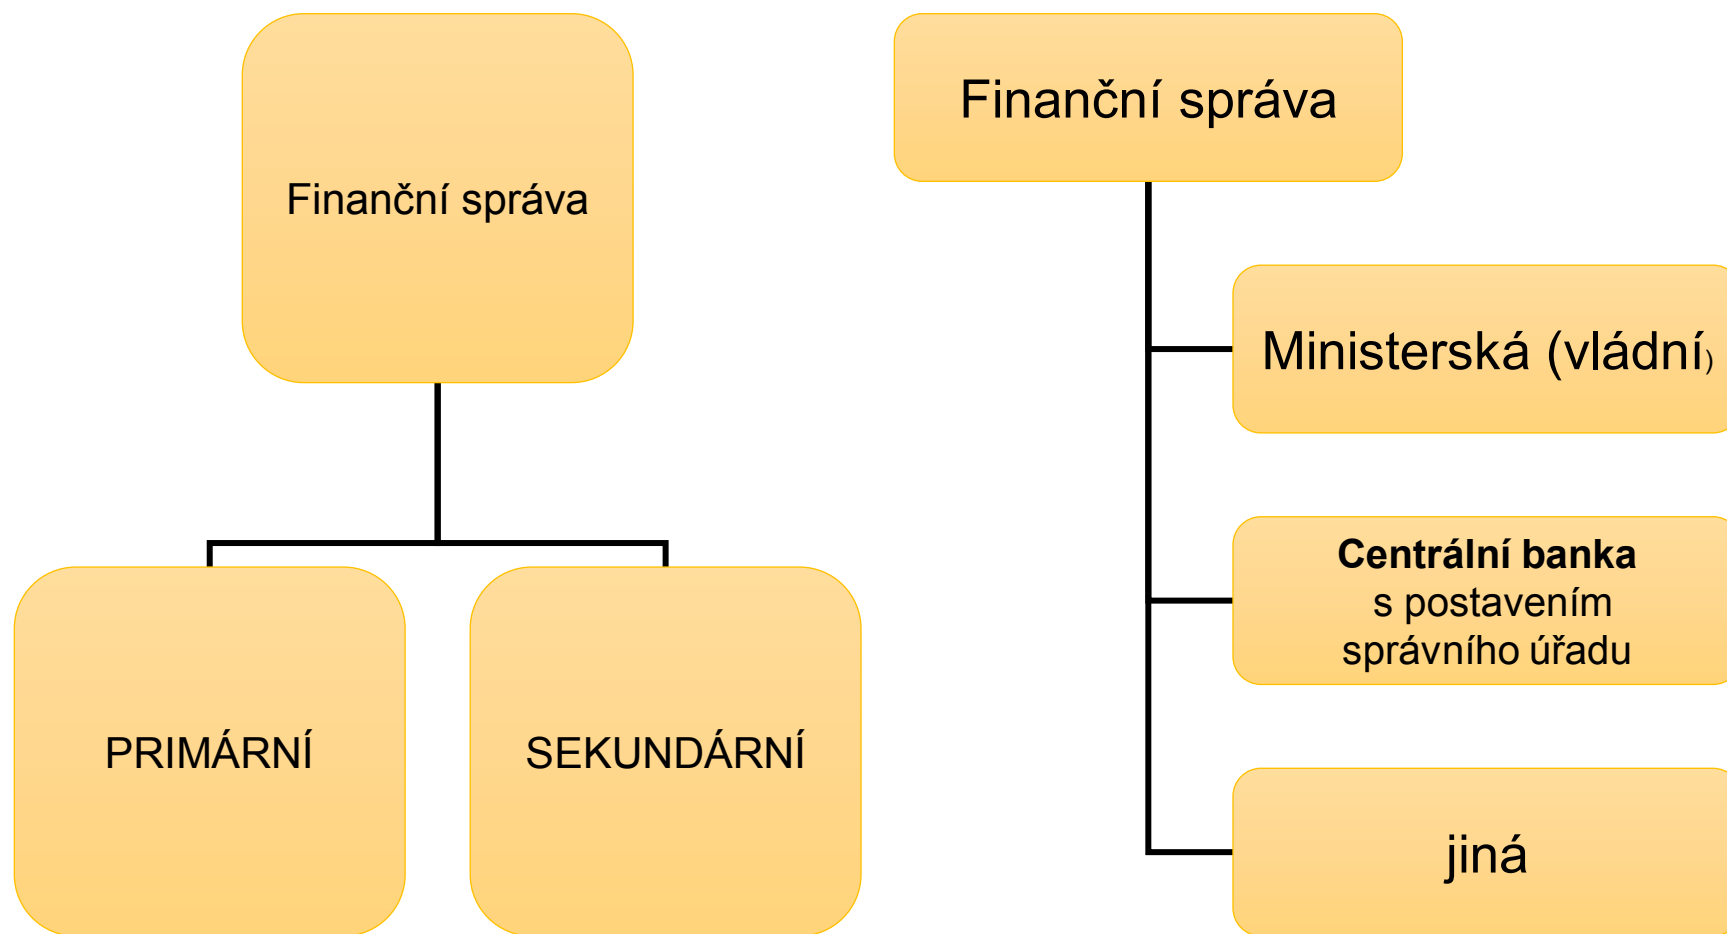 Finanční správa
PRIMÁRNÍ
SEKUNDÁRNÍ
Finanční správa
Ministerská (vládní)
Centrální banka
s postavením
správního úřadu
jiná